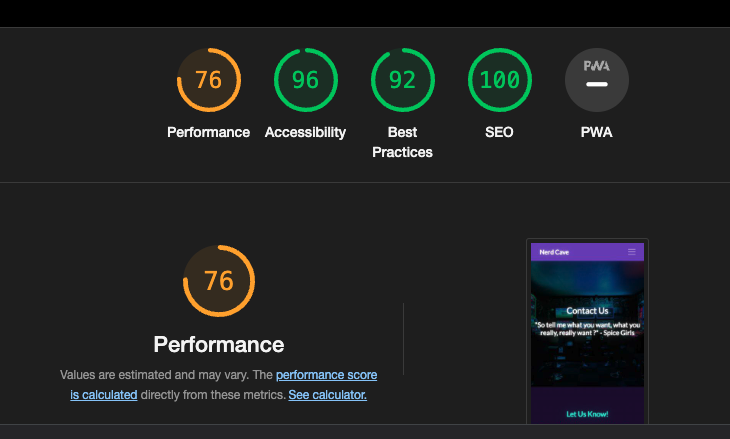 76
96
92
100
PWA
Performance
Accessibility
Best
Practices
SEO
PWA
76
Performance
Values are estimated and may vary. The performance score
is calculated directly from these metrics. See calculator.
Nerd Cave
Contact Us
"So tell me what you want, what you
really, really want ?" - Spice Girls
Let Us Know!